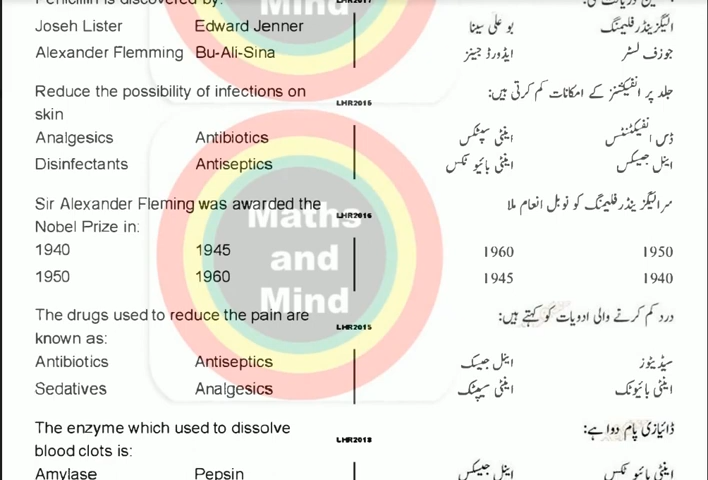 Penicillin is discovered by:
Joseh Lister Edward Jenner بو علی سینا الیگزینڈر فلیمنگ
Alexander Flemming Bu-Ali-Sina ایڈورڈ جینر جوزف لسٹر
Reduce the possibility of infections on LHR2015 جلد پر انفیکشنز کے امکانات کم کرتی ہیں:
skin
Analgesics Antibiotics اینٹی سپٹکس ڈس انفیکٹنٹس
Disinfectants Antiseptics اینٹی بائیوٹکس اینل جیسکس
Sir Alexander Fleming was awarded the LHR2016 سر الیگزینڈر فلیمنگ کو نوبل انعام ملا
Nobel Prize in:
1940 1945 1960 1950
1950 1960 1945 1940
The drugs used to reduce the pain are LHR2015 درد کم کرنے والی ادویات کو کہتے ہیں:
known as:
Antibiotics Antiseptics اینل جیسک سیڈیٹوز
Sedatives Analgesics اینٹی سپٹک اینٹی بائیوٹک
The enzyme which used to dissolve LHR2018 ڈائیازی پام دوا ہے:
blood clots is:
Amylase Pepsin اینل جیسکس اینٹی بائیوٹکس
Mind
Maths
and
Mind